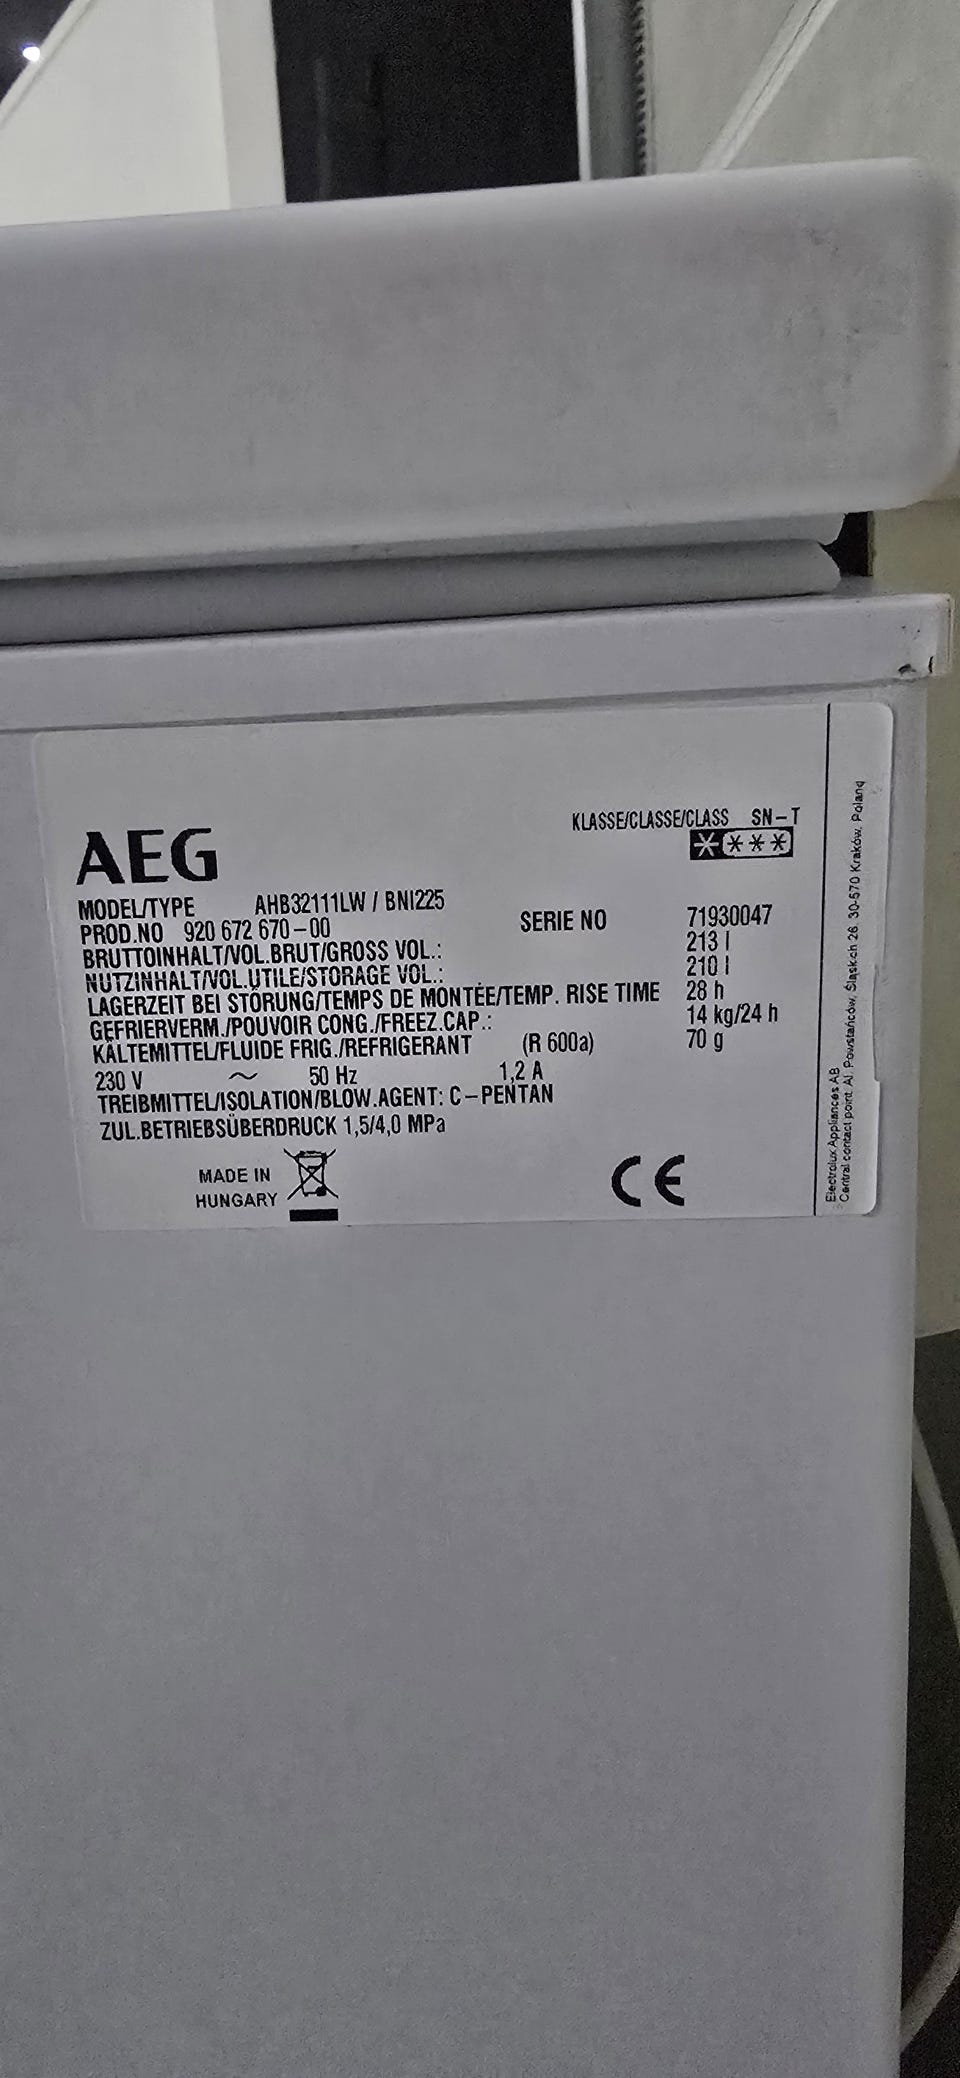 AEG
KLASSE/CLASSE/CLASS SN-T
MODEL/TYPE AHB32111LW / BNI225
PROD.NO 920 672 670-00 SERIE NO 71930047
BRUTTOINHALT/VOL.BRUT/GROSS VOL.: 213 l
NUTZINHALT/VOL.UTILE/STORAGE VOL.: 210 l
LAGERZEIT BEI STÖRUNG/TEMPS DE MONTÉE/TEMP. RISE TIME 28 h
GEFRIERVERM./POUVOIR CONG./FREEZ.CAP.: 14 kg/24 h
KÄLTEMITTEL/FLUIDE FRIG./REFRIGERANT (R 600a) 70 g
230 V ~ 50 Hz 1,2 A
TREIBMITTEL/ISOLATION/BLOW.AGENT: C-PENTAN
ZUL.BETRIEBSÜBERDRUCK 1,5/4,0 MPa
MADE IN
HUNGARY
CE
Electrolux Appliances AB
Central contact point: Al. Powstańców, Śląskich 26. 30-570 Kraków, Poland